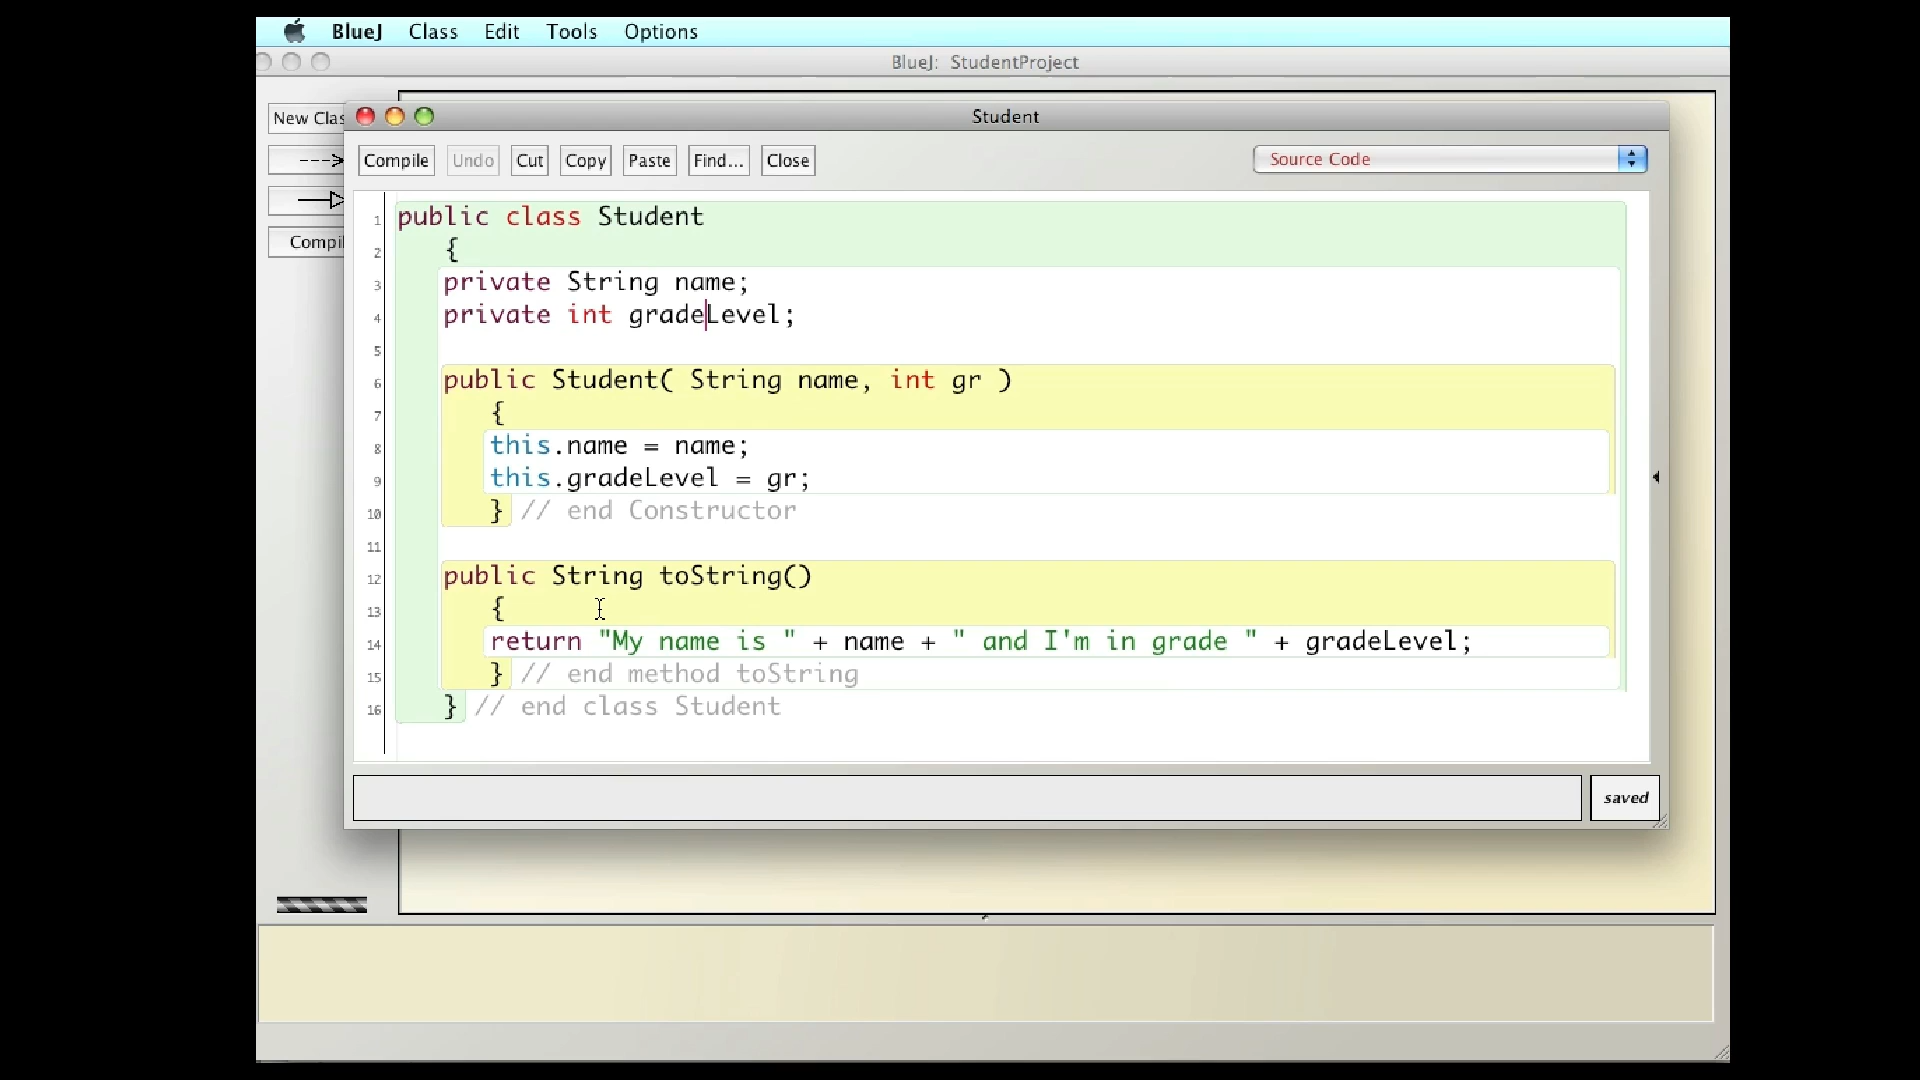 BlueJ Class Edit Tools Options
BlueJ: StudentProject
New Clas
Student
Compile Undo Cut Copy Paste Find... Close Source Code
Compil
1 public class Student
2 {
3 private String name;
4 private int gradeLevel;
5
6 public Student( String name, int gr )
7 {
8 this.name = name;
9 this.gradeLevel = gr;
10 } // end Constructor
11
12 public String toString()
13 {
14 return "My name is " + name + " and I'm in grade " + gradeLevel;
15 } // end method toString
16 } // end class Student
saved